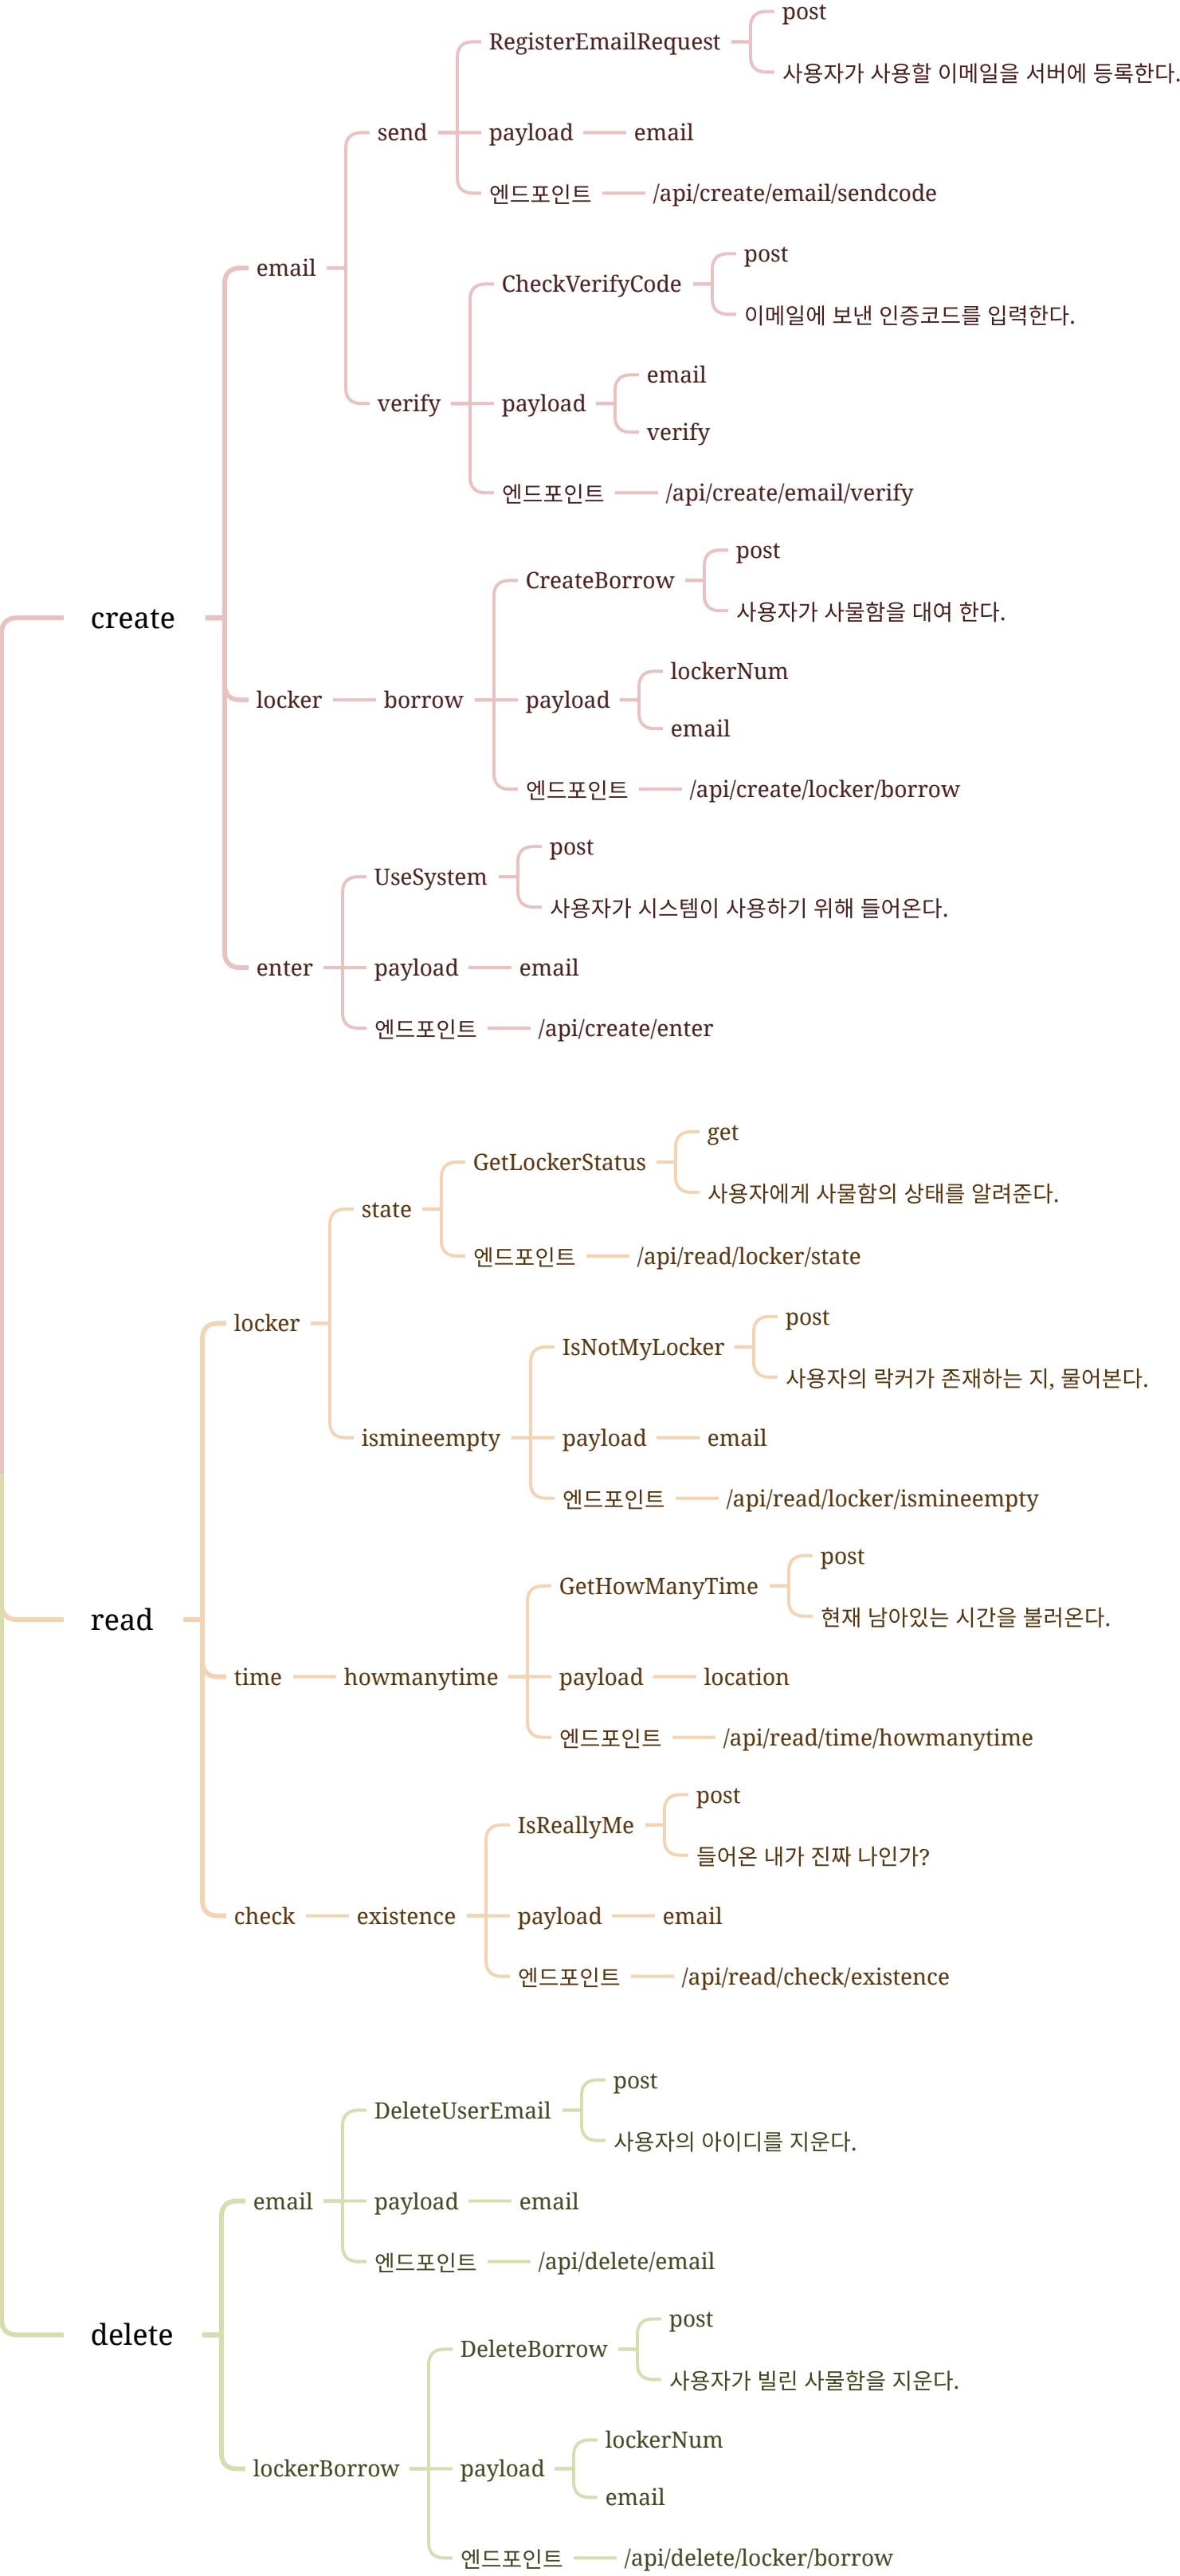 create
email
send
RegisterEmailRequest
post
사용자가 사용할 이메일을 서버에 등록한다.
payload
email
엔드포인트
/api/create/email/sendcode
verify
CheckVerifyCode
post
이메일에 보낸 인증코드를 입력한다.
payload
email
verify
엔드포인트
/api/create/email/verify
locker
borrow
CreateBorrow
post
사용자가 사물함을 대여 한다.
payload
lockerNum
email
엔드포인트
/api/create/locker/borrow
enter
UseSystem
post
사용자가 시스템이 사용하기 위해 들어온다.
payload
email
엔드포인트
/api/create/enter
read
locker
state
GetLockerStatus
get
사용자에게 사물함의 상태를 알려준다.
엔드포인트
/api/read/locker/state
ismineempty
IsNotMyLocker
post
사용자의 락커가 존재하는 지, 물어본다.
payload
email
엔드포인트
/api/read/locker/ismineempty
time
howmanytime
GetHowManyTime
post
현재 남아있는 시간을 불러온다.
payload
location
엔드포인트
/api/read/time/howmanytime
check
existence
IsReallyMe
post
들어온 내가 진짜 나인가?
payload
email
엔드포인트
/api/read/check/existence
delete
email
DeleteUserEmail
post
사용자의 아이디를 지운다.
payload
email
엔드포인트
/api/delete/email
lockerBorrow
DeleteBorrow
post
사용자가 빌린 사물함을 지운다.
payload
lockerNum
email
엔드포인트
/api/delete/locker/borrow